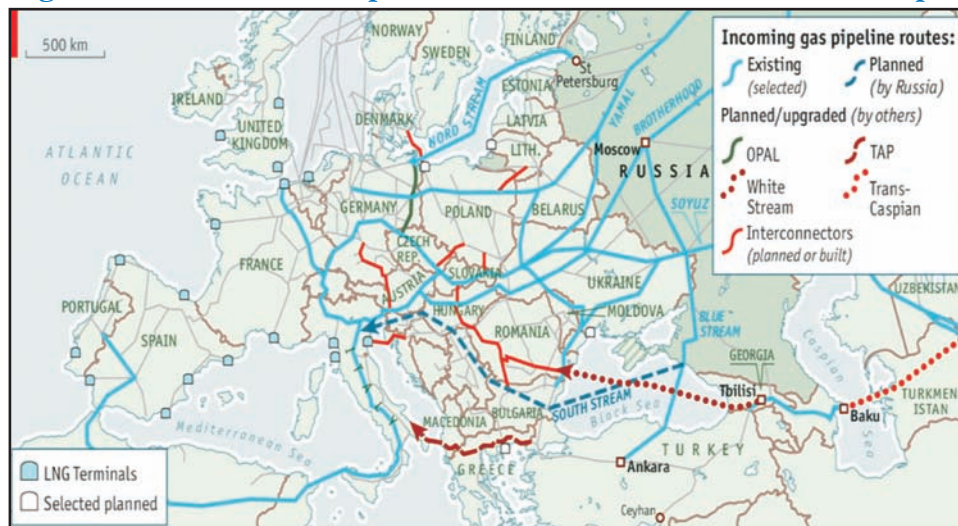 500 km
NORWAY
SWEDEN
FINLAND
St
Petersburg
ESTONIA
LATVIA
LITH.
NORD STREAM
DENMARK
IRELAND
UNITED
KINGDOM
ATLANTIC
OCEAN
YAMAL
BROTHERHOOD
Moscow
RUSSIA
SOYUZ
GERMANY
POLAND
BELARUS
CZECH
REP.
SLOVAKIA
UKRAINE
FRANCE
AUSTRIA
HUNGARY
MOLDOVA
ROMANIA
BLUE
STREAM
PORTUGAL
SPAIN
ITALY
GEORGIA
Tbilisi
Caspian
Sea
Baku
UZBEKISTAN
TURKMEN
ISTAN
SOUTH STREAM
Black Sea
BULGARIA
MACEDONIA
Mediterranean Sea
GREECE
TURKEY
Ankara
Ceyhan
Incoming gas pipeline routes:
Existing
(selected)
Planned
(by Russia)
Planned/upgraded (by others)
OPAL
TAP
White
Stream
Trans-
Caspian
Interconnectors
(planned or built)
LNG Terminals
Selected planned